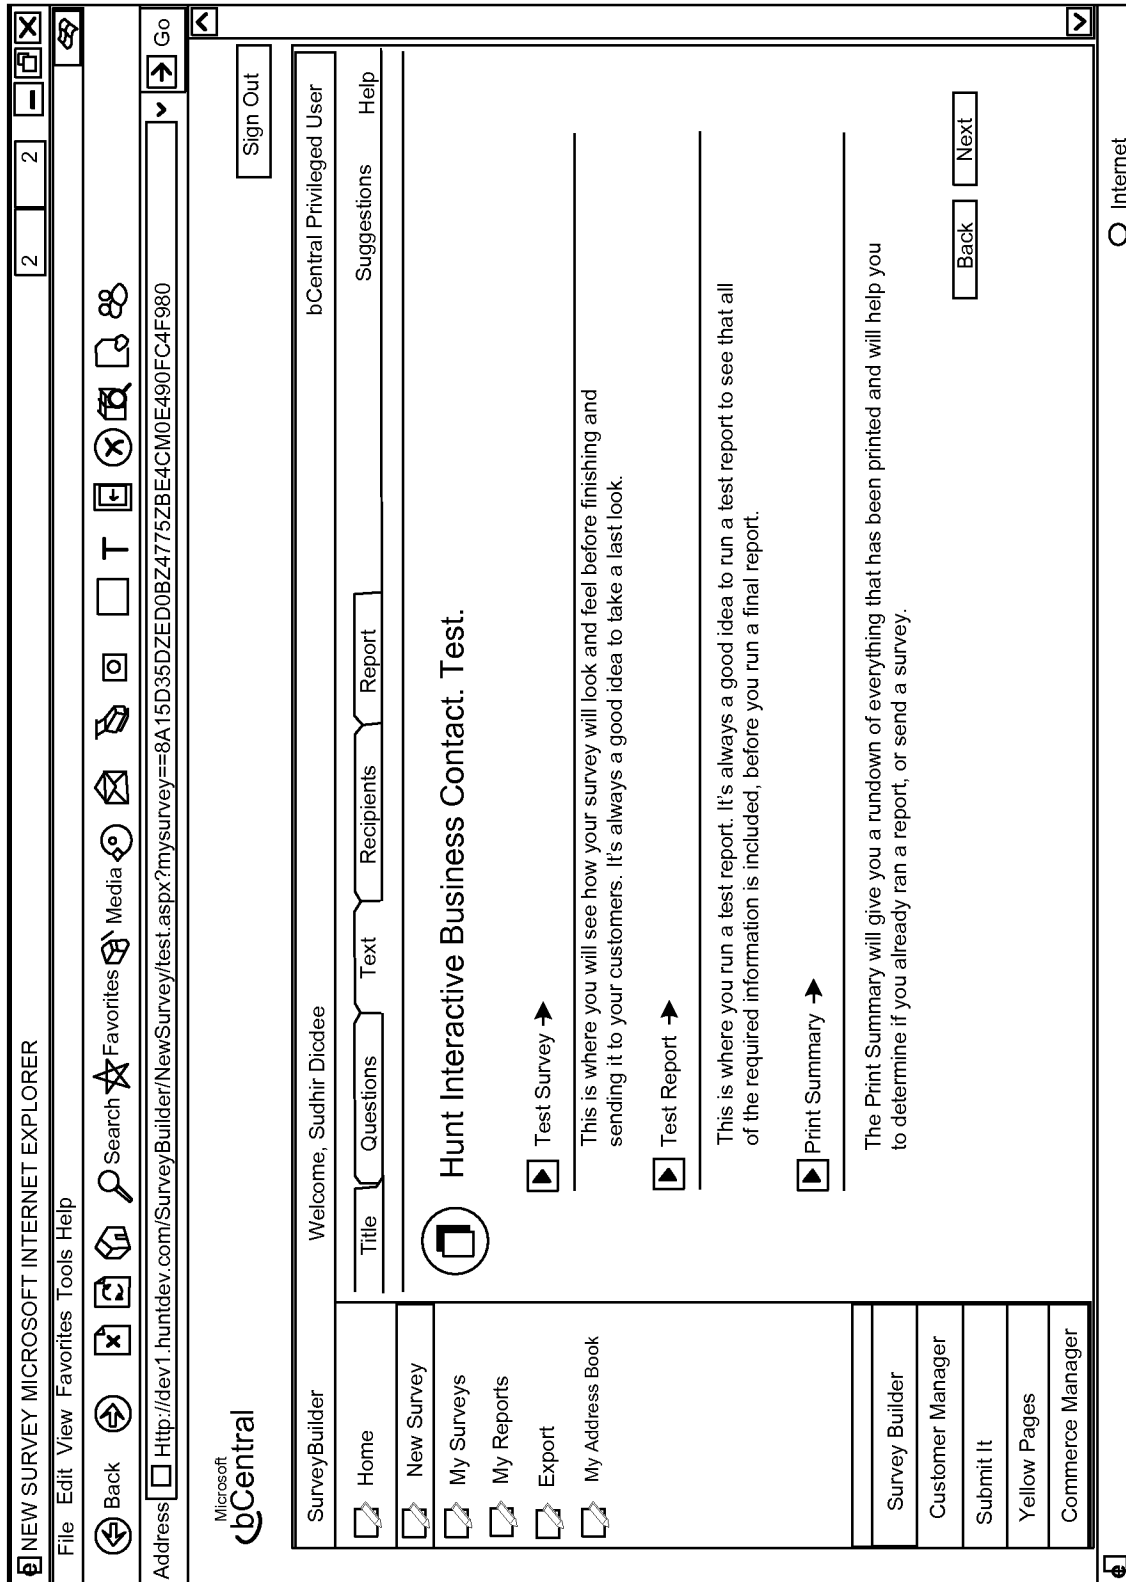 NEW SURVEY MICROSOFT INTERNET EXPLORER
2 2
File Edit View Favorites Tools Help
Back Search Favorites Media
Address Http://dev1.huntdev.com/SurveyBuilder/NewSurvey/test.aspx?mysurvey==8A15D35DZED0BZ4775ZBE4CM0E490FC4F980 Go
Microsoft
bCentral
Sign Out
SurveyBuilder Welcome, Sudhir Dicdee bCentral Privileged User
Home
New Survey
My Surveys
My Reports
Export
My Address Book
Survey Builder
Customer Manager
Submit It
Yellow Pages
Commerce Manager
Title Questions Text Recipients Report Suggestions Help
Hunt Interactive Business Contact. Test.
Test Survey
This is where you will see how your survey will look and feel before finishing and
sending it to your customers. It's always a good idea to take a last look.
Test Report
This is where you run a test report. It's always a good idea to run a test report to see that all
of the required information is included, before you run a final report.
Print Summary
The Print Summary will give you a rundown of everything that has been printed and will help you
to determine if you already ran a report, or send a survey.
Back Next
Internet